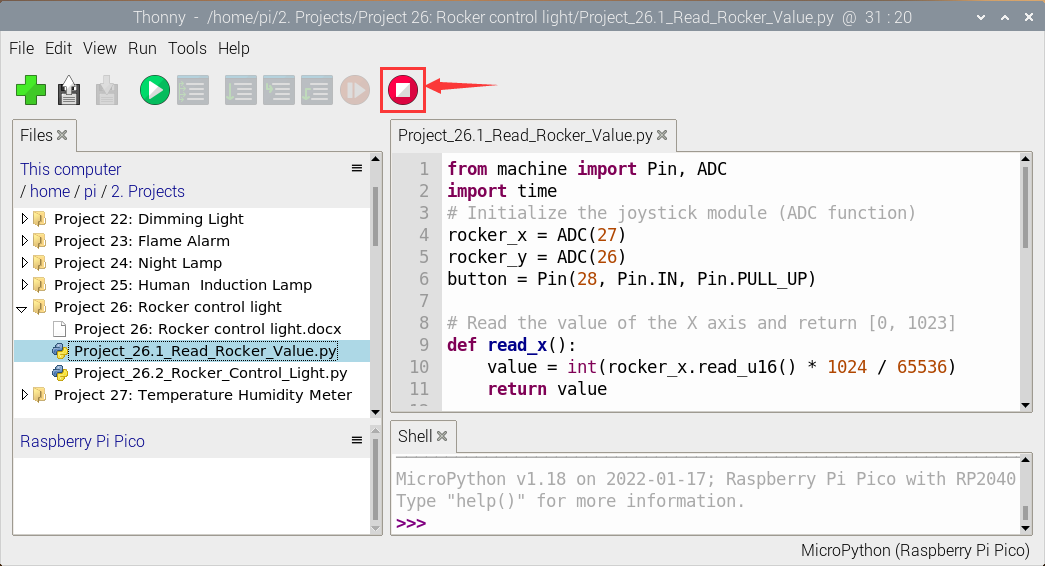 Thonny - /home/pi/2. Projects/Project 26: Rocker control light/Project_26.1_Read_Rocker_Value.py @ 31 : 20
File Edit View Run Tools Help
Files
This computer
/ home / pi / 2. Projects
Project 22: Dimming Light
Project 23: Flame Alarm
Project 24: Night Lamp
Project 25: Human  Induction Lamp
Project 26: Rocker control light
Project 26: Rocker control light.docx
Project_26.1_Read_Rocker_Value.py
Project_26.2_Rocker_Control_Light.py
Project 27: Temperature Humidity Meter
Raspberry Pi Pico
Project_26.1_Read_Rocker_Value.py
1 from machine import Pin, ADC
2 import time
3 # Initialize the joystick module (ADC function)
4 rocker_x = ADC(27)
5 rocker_y = ADC(26)
6 button = Pin(28, Pin.IN, Pin.PULL_UP)
7
8 # Read the value of the X axis and return [0, 1023]
9 def read_x():
10     value = int(rocker_x.read_u16() * 1024 / 65536)
11     return value
Shell
MicroPython v1.18 on 2022-01-17; Raspberry Pi Pico with RP2040
Type "help()" for more information.
>>>
MicroPython (Raspberry Pi Pico)